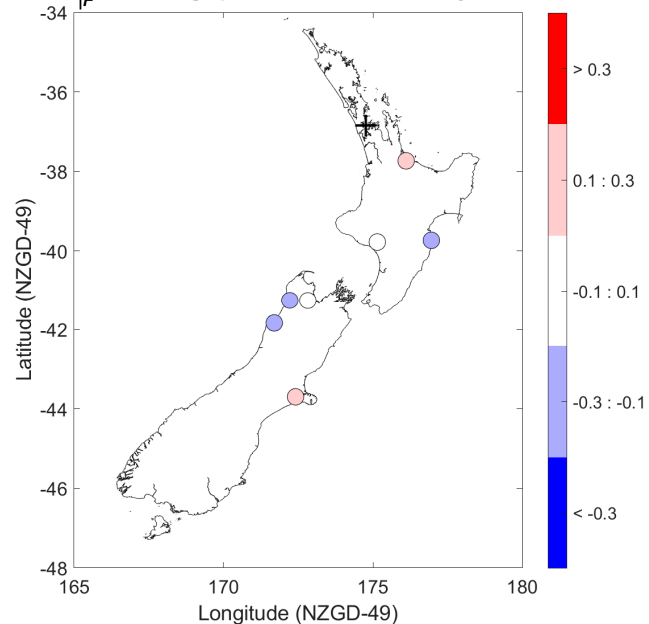 -34
-36
-38
-40
-42
-44
-46
-48
165
170
175
180
Latitude (NZGD-49)
Longitude (NZGD-49)
> 0.3
0.1 : 0.3
-0.1 : 0.1
-0.3 : -0.1
< -0.3